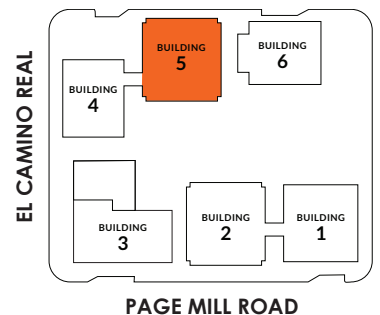 BUILDING
5
BUILDING
6
BUILDING
4
EL CAMINO REAL
BUILDING
3
BUILDING
2
BUILDING
1
PAGE MILL ROAD